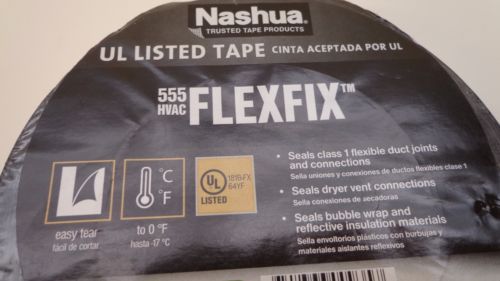 Nashua®
TRUSTED TAPE PRODUCTS
UL LISTED TAPE CINTA ACEPTADA POR UL
555 HVAC FLEXFIX™
• Seals class 1 flexible duct joints
and connections
Sella uniones y conexiones de ductos flexibles clase 1
• Seals dryer vent connections
Sella conexiones de aecadoras
• Seals bubble wrap and
reflective insulation materials
Sella envoltorios plásticos con burbujas y
materiales aislantes reflexivos
°C
°F
UL
LISTED
181B-FX
64YF
easy tear
fácil de cortar
to 0 °F
hasta -17 °C